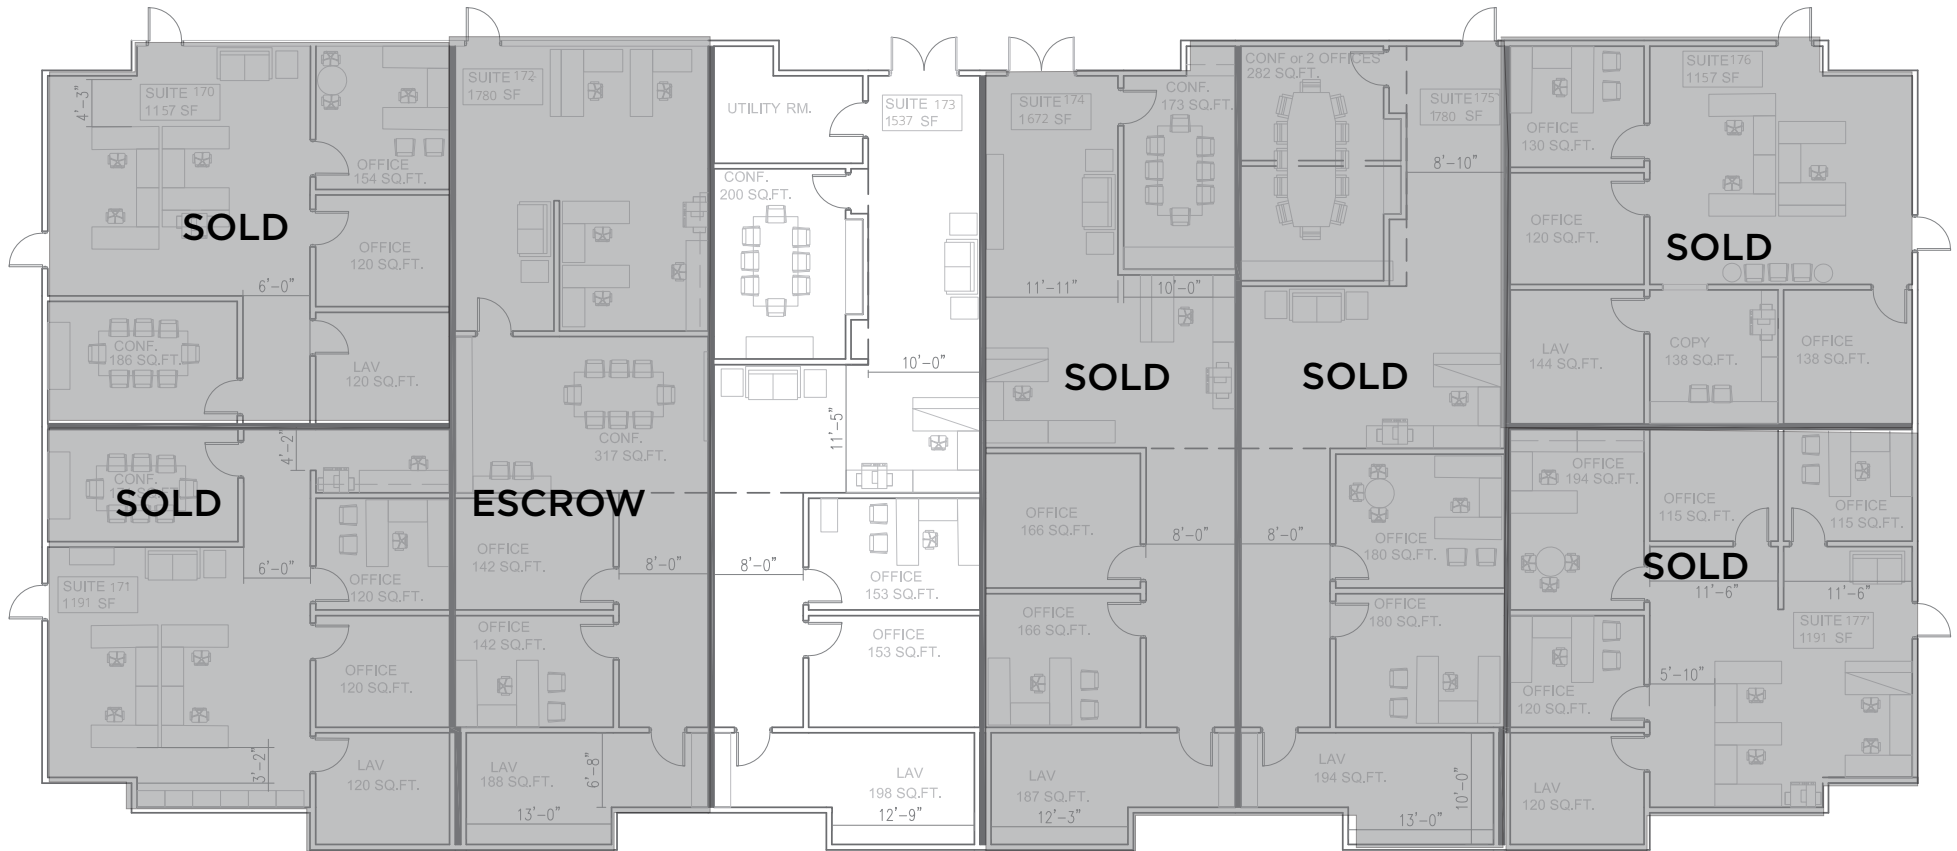 SUITE 170
1157 SF
4'-3"
OFFICE
154 SQ.FT.
SOLD
OFFICE
120 SQ.FT.
6'-0"
CONF.
186 SQ.FT.
LAV
120 SQ.FT.
4'-2"
CONF.
SOLD
6'-0"
SUITE 171
1191 SF
OFFICE
120 SQ.FT.
OFFICE
120 SQ.FT.
3'-2"
LAV
120 SQ.FT.
SUITE 172
1780 SF
CONF.
317 SQ.FT.
ESCROW
OFFICE
142 SQ.FT.
8'-0"
OFFICE
142 SQ.FT.
LAV
188 SQ.FT.
6'-8"
13'-0"
UTILITY RM.
SUITE 173
1537 SF
CONF.
200 SQ.FT.
10'-0"
11'-5"
8'-0"
OFFICE
153 SQ.FT.
OFFICE
153 SQ.FT.
LAV
198 SQ.FT.
12'-9"
SUITE 174
1672 SF
CONF.
173 SQ.FT.
11'-11"
10'-0"
SOLD
OFFICE
166 SQ.FT.
8'-0"
OFFICE
166 SQ.FT.
LAV
187 SQ.FT.
12'-3"
CONF or 2 OFFICES
282 SQ.FT.
SUITE 175
1780 SF
8'-10"
SOLD
8'-0"
OFFICE
180 SQ.FT.
OFFICE
180 SQ.FT.
LAV
194 SQ.FT.
10'-0"
13'-0"
OFFICE
130 SQ.FT.
SUITE 176
1157 SF
OFFICE
120 SQ.FT.
SOLD
LAV
144 SQ.FT.
COPY
138 SQ.FT.
OFFICE
138 SQ.FT.
OFFICE
194 SQ.FT.
OFFICE
115 SQ.FT.
OFFICE
115 SQ.FT.
SOLD
11'-6"
11'-6"
SUITE 177
1191 SF
5'-10"
OFFICE
120 SQ.FT.
LAV
120 SQ.FT.